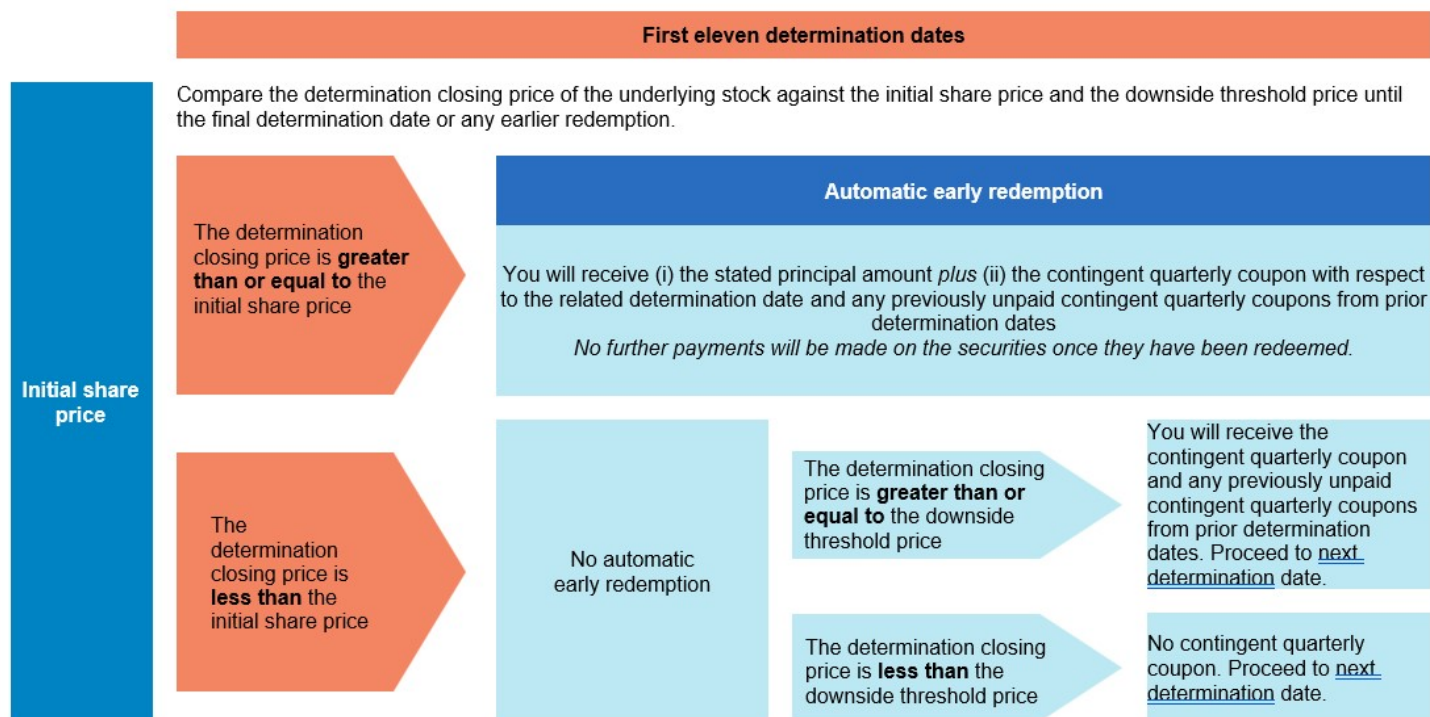 First eleven determination dates
Compare the determination closing price of the underlying stock against the initial share price and the downside threshold price until
the final determination date or any earlier redemption.
Initial share
price
The determination
closing price is greater
than or equal to the
initial share price
Automatic early redemption
You will receive (i) the stated principal amount plus (ii) the contingent quarterly coupon with respect
to the related determination date and any previously unpaid contingent quarterly coupons from prior
determination dates
No further payments will be made on the securities once they have been redeemed.
The
determination
closing price is
less than the
initial share price
No automatic
early redemption
The determination closing
price is greater than or
equal to the downside
threshold price
You will receive the
contingent quarterly coupon
and any previously unpaid
contingent quarterly coupons
from prior determination
dates. Proceed to next
determination date.
The determination closing
price is less than the
downside threshold price
No contingent quarterly
coupon. Proceed to next
determination date.